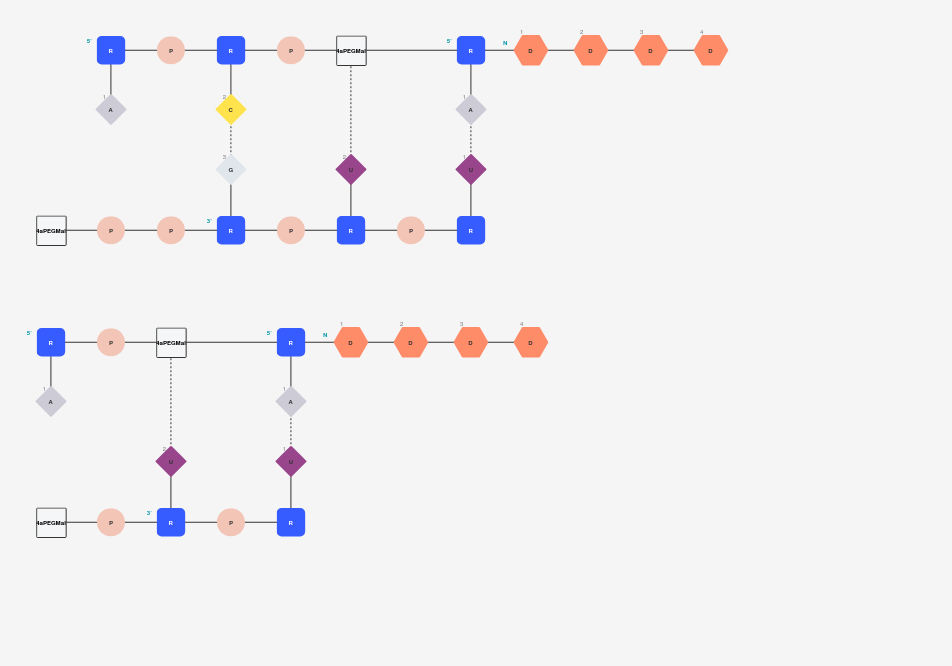 5' R P R P 4aPEGMal 5' R N 1 D 2 D 3 D 4 D
1 A 2 C 1 A
3 G 2 U 1 U
4aPEGMal P P 3' R P R P R
5' R P 4aPEGMal 5' R N 1 D 2 D 3 D 4 D
1 A 1 A
2 U 1 U
4aPEGMal P 3' R P R